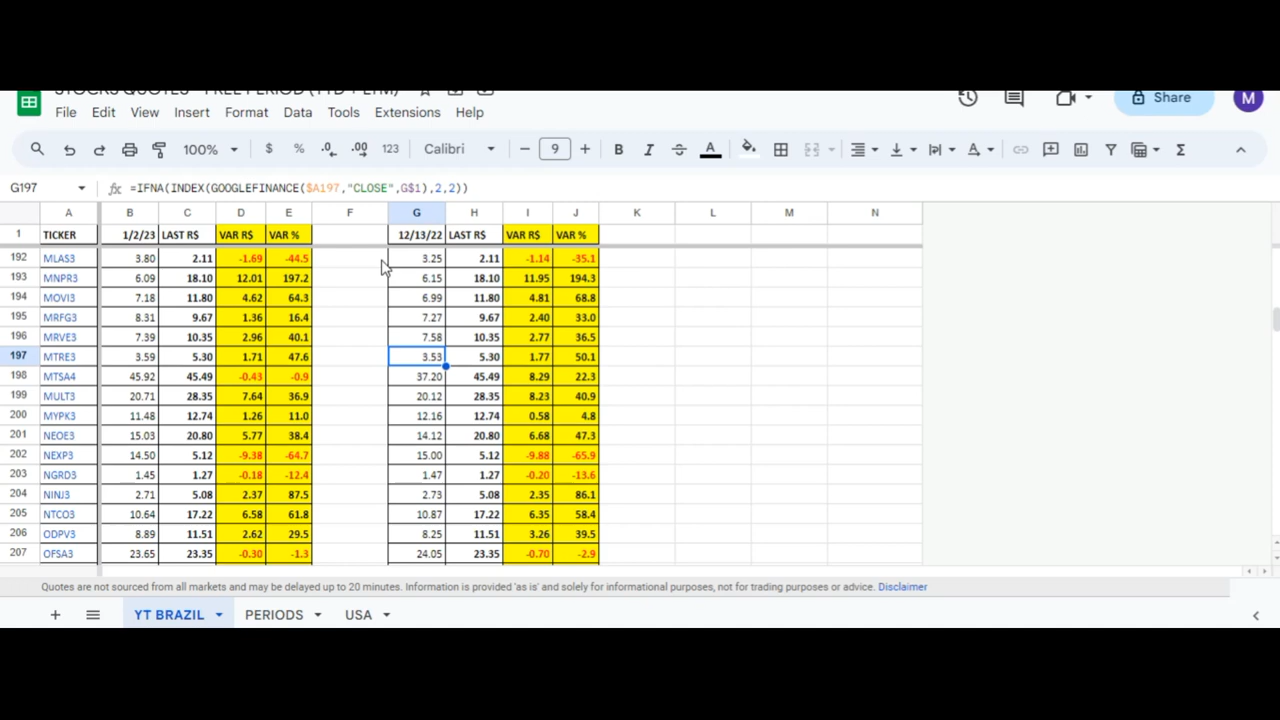 STOCKS QUOTES - FREE PERIOD (YTD + LTM)
File Edit View Insert Format Data Tools Extensions Help
Share M
100% $ % .0 .00 123 Calibri 9 B I A Σ
G197 fx =IFNA(INDEX(GOOGLEFINANCE($A197,"CLOSE",G$1),2,2))
A B C D E F G H I J K L M N
1 TICKER 1/2/23 LAST R$ VAR R$ VAR % 12/13/22 LAST R$ VAR R$ VAR %
192 MLAS3 3.80 2.11 -1.69 -44.5 3.25 2.11 -1.14 -35.1
193 MNPR3 6.09 18.10 12.01 197.2 6.15 18.10 11.95 194.3
194 MOVI3 7.18 11.80 4.62 64.3 6.99 11.80 4.81 68.8
195 MRFG3 8.31 9.67 1.36 16.4 7.27 9.67 2.40 33.0
196 MRVE3 7.39 10.35 2.96 40.1 7.58 10.35 2.77 36.5
197 MTRE3 3.59 5.30 1.71 47.6 3.53 5.30 1.77 50.1
198 MTSA4 45.92 45.49 -0.43 -0.9 37.20 45.49 8.29 22.3
199 MULT3 20.71 28.35 7.64 36.9 20.12 28.35 8.23 40.9
200 MYPK3 11.48 12.74 1.26 11.0 12.16 12.74 0.58 4.8
201 NEOE3 15.03 20.80 5.77 38.4 14.12 20.80 6.68 47.3
202 NEXP3 14.50 5.12 -9.38 -64.7 15.00 5.12 -9.88 -65.9
203 NGRD3 1.45 1.27 -0.18 -12.4 1.47 1.27 -0.20 -13.6
204 NINJ3 2.71 5.08 2.37 87.5 2.73 5.08 2.35 86.1
205 NTCO3 10.64 17.22 6.58 61.8 10.87 17.22 6.35 58.4
206 ODPV3 8.89 11.51 2.62 29.5 8.25 11.51 3.26 39.5
207 OFSA3 23.65 23.35 -0.30 -1.3 24.05 23.35 -0.70 -2.9
Quotes are not sourced from all markets and may be delayed up to 20 minutes. Information is provided 'as is' and solely for informational purposes, not for trading purposes or advice. Disclaimer
YT BRAZIL PERIODS USA